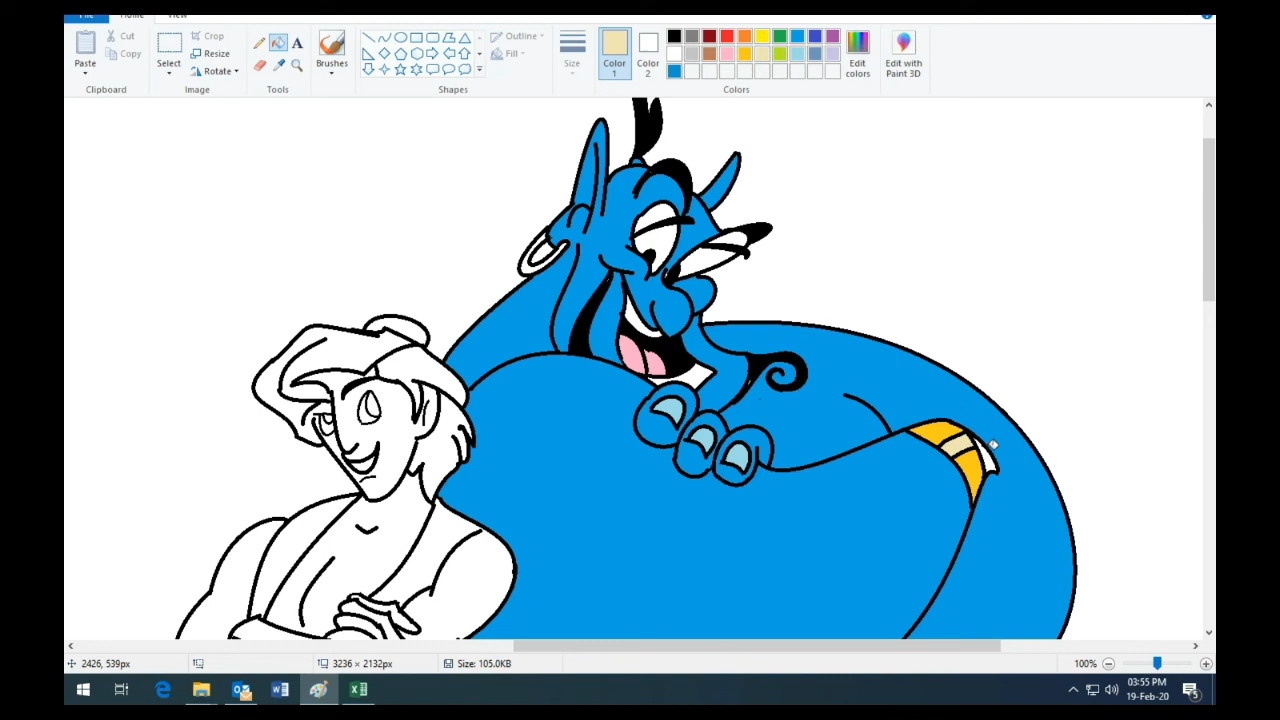 File Home View
Cut
Copy
Paste
Clipboard
Select
Crop
Resize
Rotate
Image
A
Tools
Brushes
Outline
Fill
Shapes
Size
Color
1
Color
2
Edit
colors
Colors
Edit with
Paint 3D
2426, 539px
3236 × 2132px
Size: 105.0KB
100%
03:55 PM
19-Feb-20
5